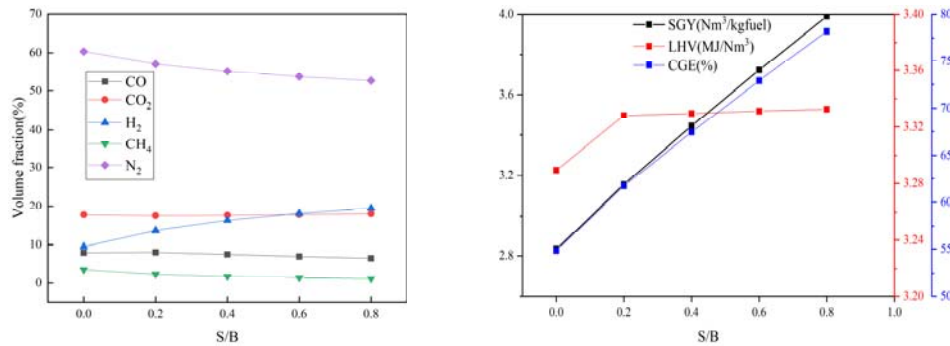 70
60
50
40
30
20
10
0
Volume fraction(%)
CO
CO2
H2
CH4
N2
0.0 0.2 0.4 0.6 0.8
S/B
4.0
3.6
3.2
2.8
SGY(Nm3/kgfuel)
LHV(MJ/Nm3)
CGE(%)
0.0 0.2 0.4 0.6 0.8 1.0
S/B
3.40
3.36
3.32
3.28
3.24
3.20
80
75
70
65
60
55
50